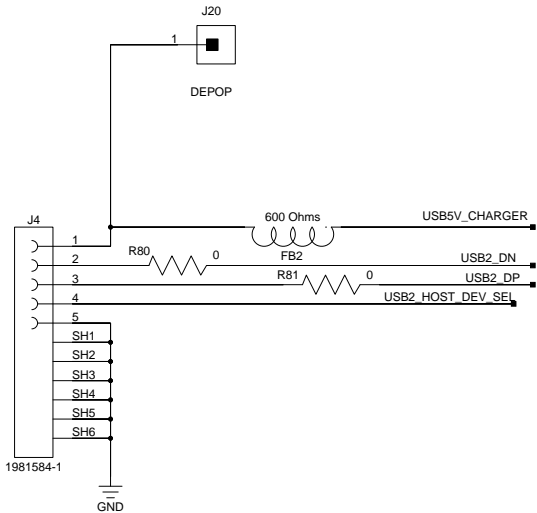 J20
1
DEPOP
J4
600 Ohms
USB5V_CHARGER
1
R80
0
FB2
USB2_DN
2
R81
0
USB2_DP
3
USB2_HOST_DEV_SEL
4
5
SH1
SH2
SH3
SH4
SH5
SH6
1981584-1
GND